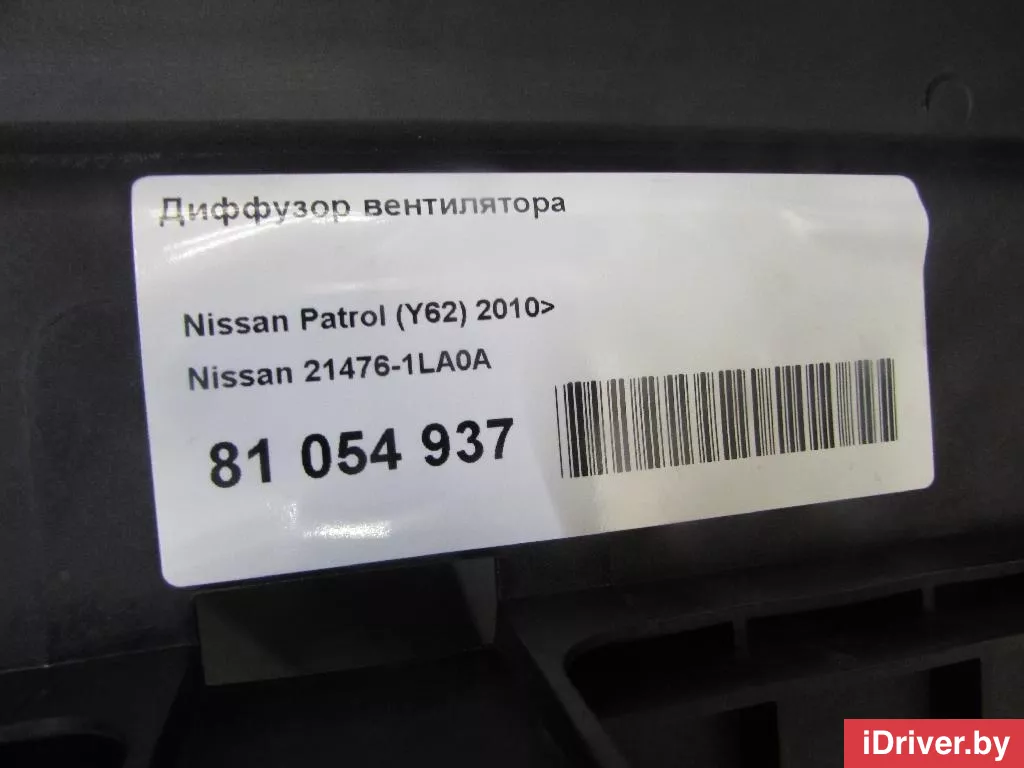 Диффузор вентилятора
Nissan Patrol (Y62) 2010>
Nissan 21476-1LA0A
81 054 937
iDriver.by